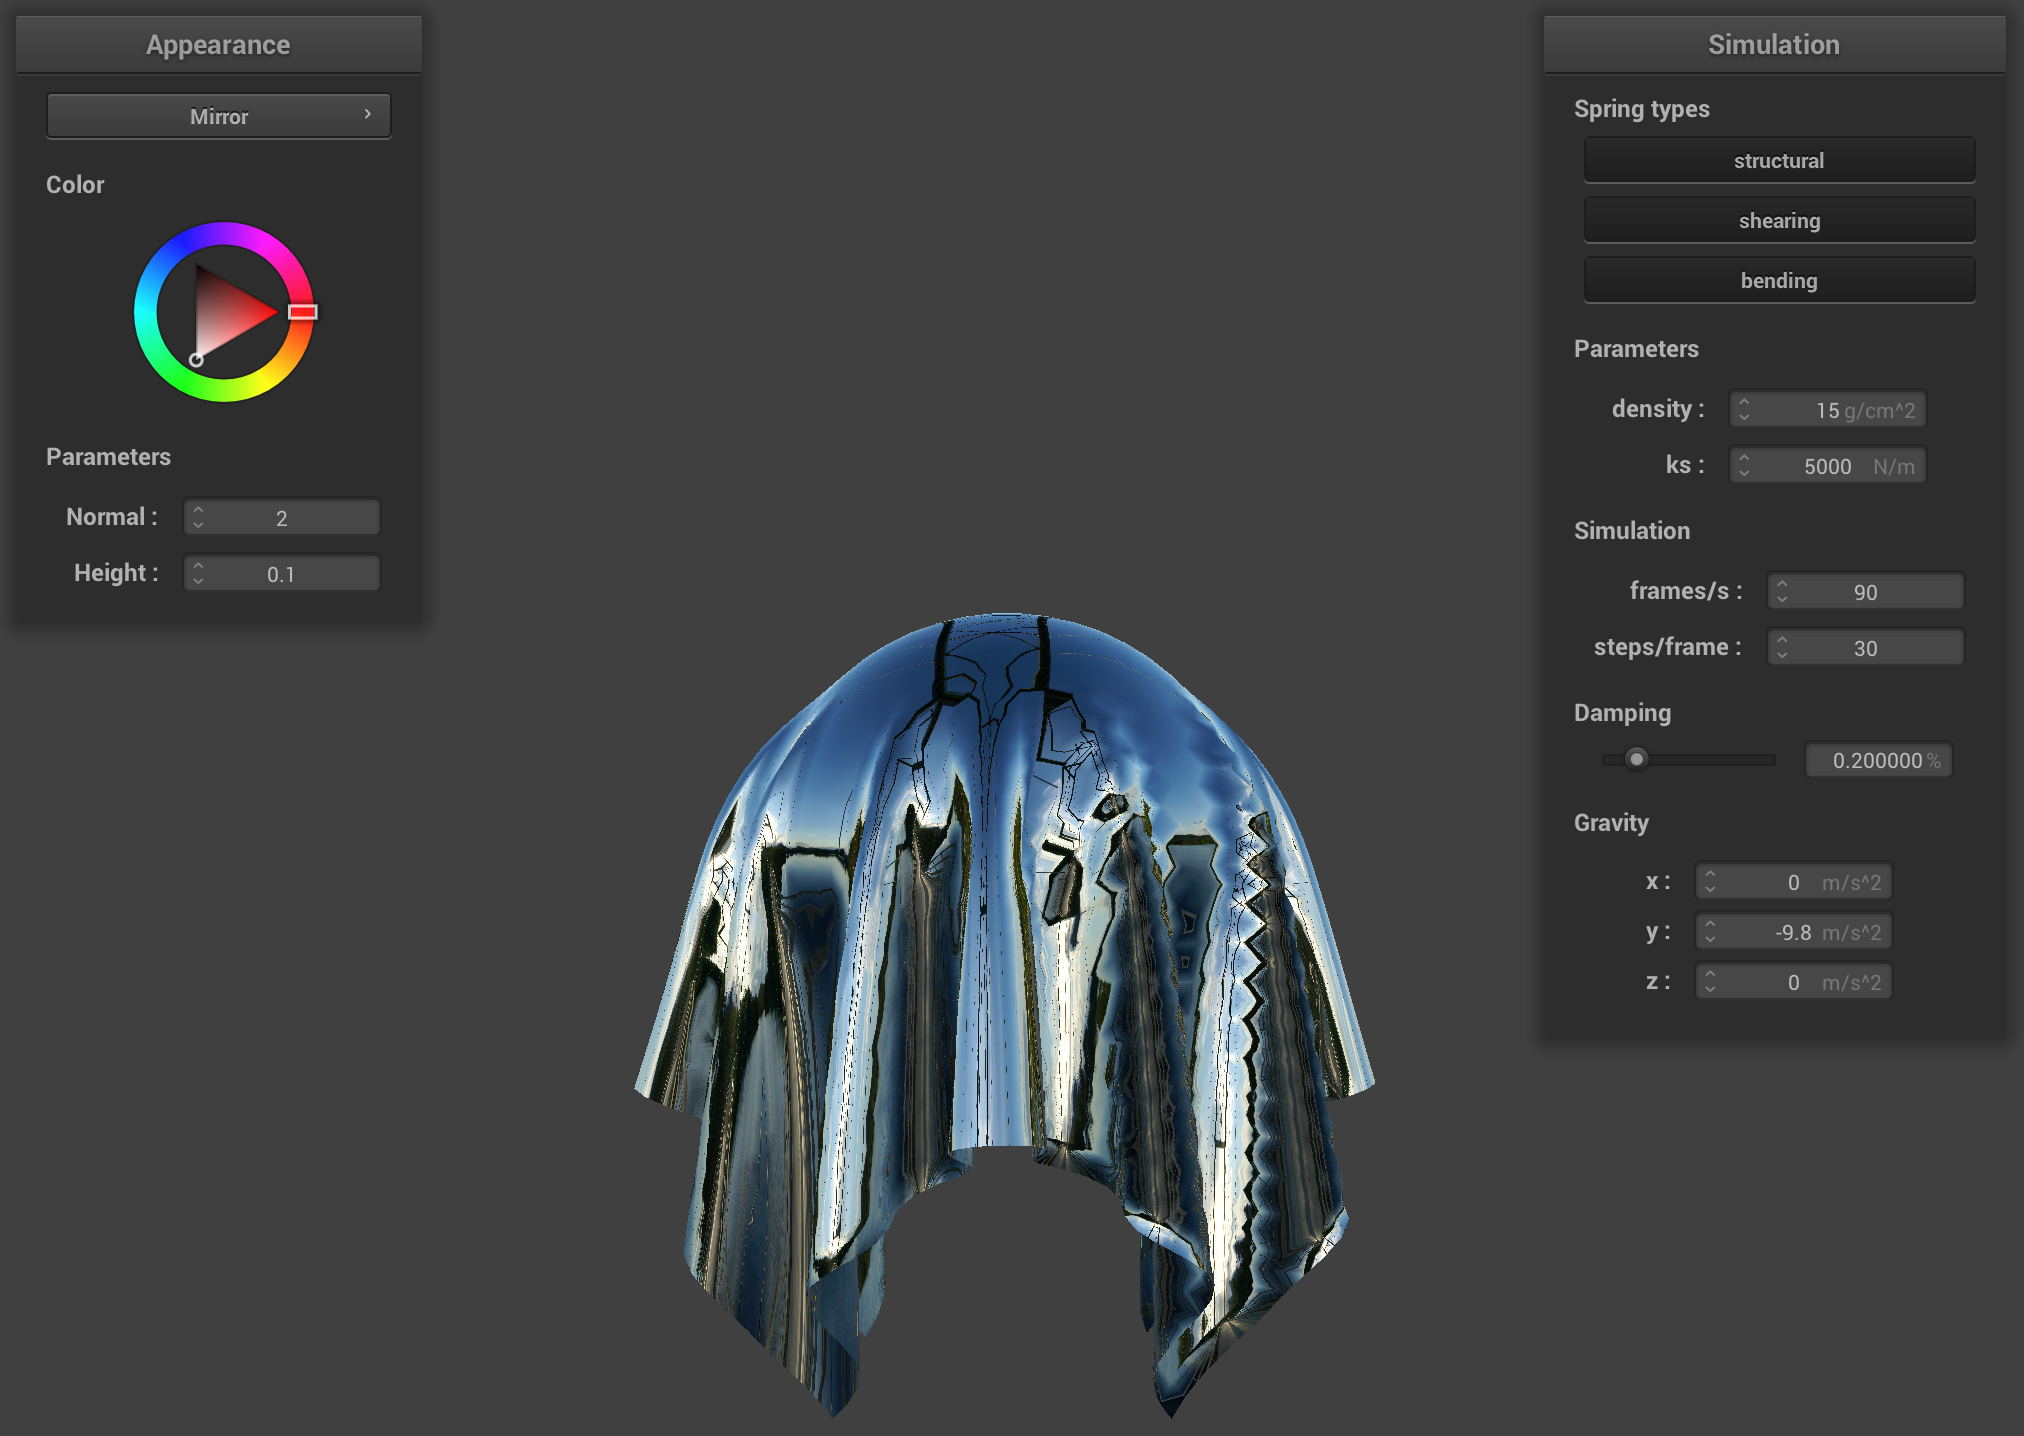 Appearance
Mirror
Color
Parameters
Normal : 2
Height : 0.1
Simulation
Spring types
structural
shearing
bending
Parameters
density : 15 g/cm^2
ks : 5000 N/m
Simulation
frames/s : 90
steps/frame : 30
Damping
0.200000 %
Gravity
x : 0 m/s^2
y : -9.8 m/s^2
z : 0 m/s^2